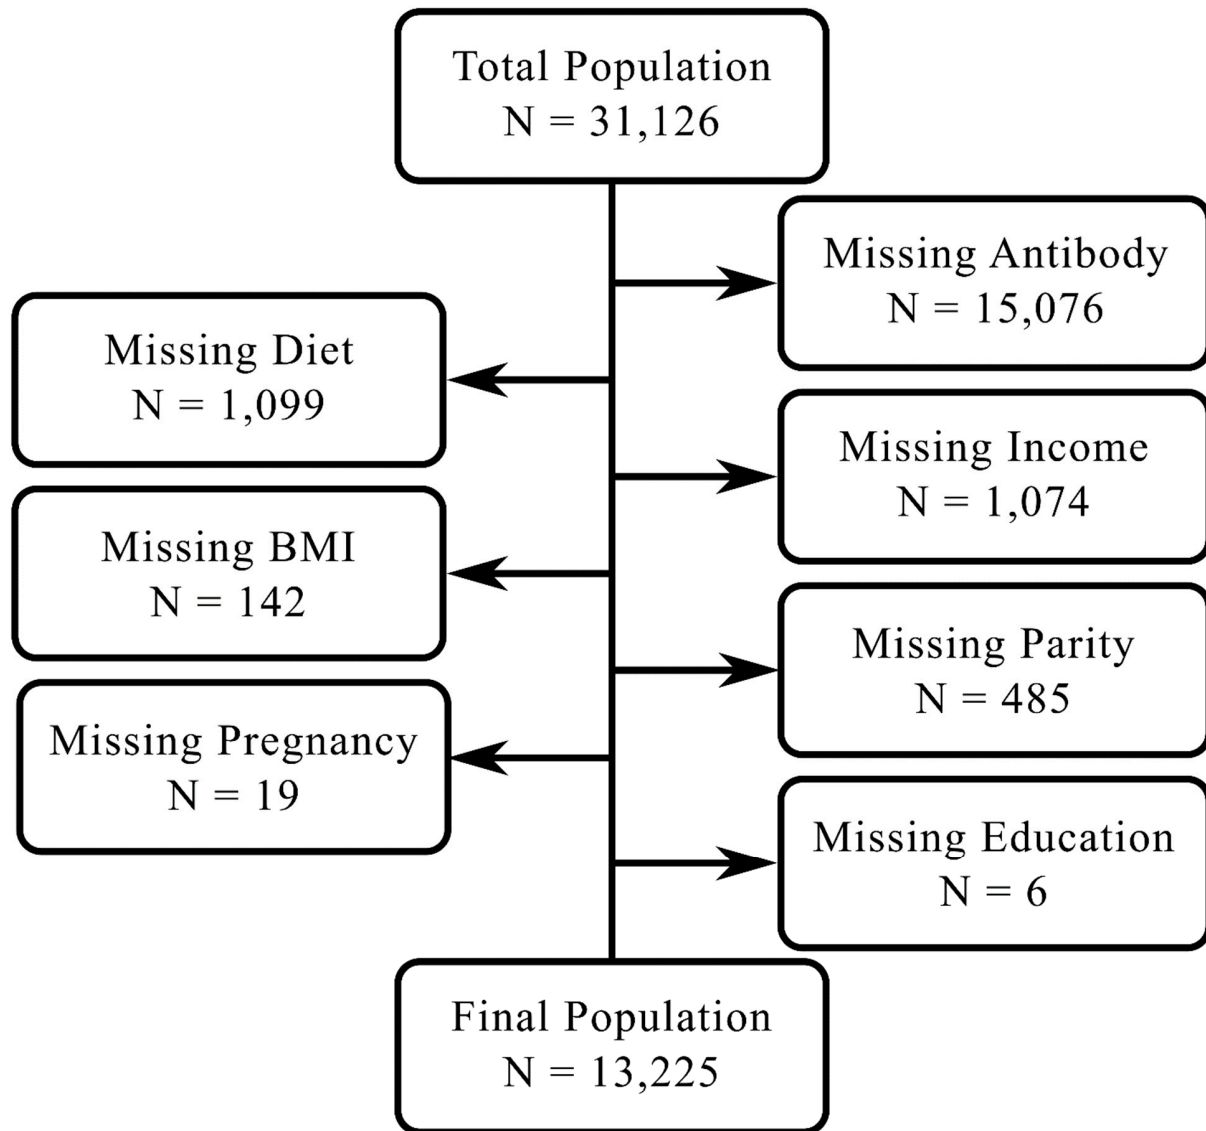 Total Population
N = 31,126
Missing Antibody
N = 15,076
Missing Diet
N = 1,099
Missing Income
N = 1,074
Missing BMI
N = 142
Missing Parity
N = 485
Missing Pregnancy
N = 19
Missing Education
N = 6
Final Population
N = 13,225